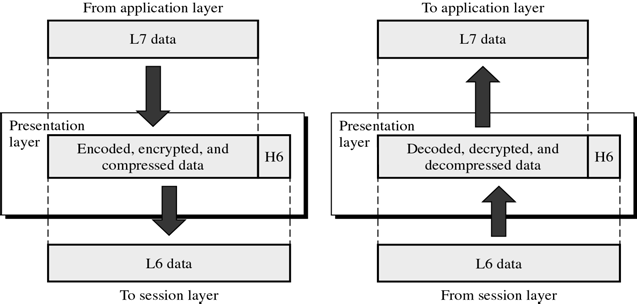 From application layer
L7 data
Presentation
layer
Encoded, encrypted, and
compressed data
H6
L6 data
To session layer
To application layer
L7 data
Presentation
layer
Decoded, decrypted, and
decompressed data
H6
L6 data
From session layer